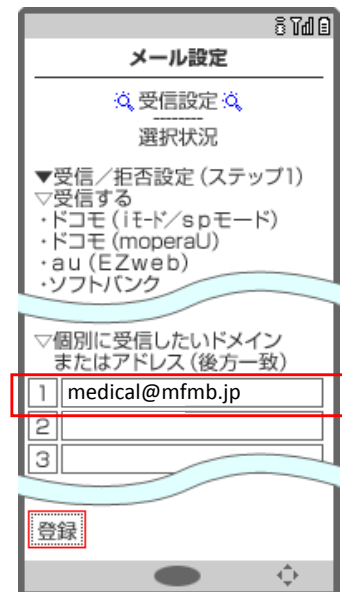 メール設定
受信設定
選択状況
▼受信／拒否設定（ステップ1）
▽受信する
・ドコモ（iモード／spモード）
・ドコモ（moperaU）
・au（EZweb）
・ソフトバンク
▽個別に受信したいドメイン
またはアドレス（後方一致）
1 medical@mfmb.jp
2
3
登録